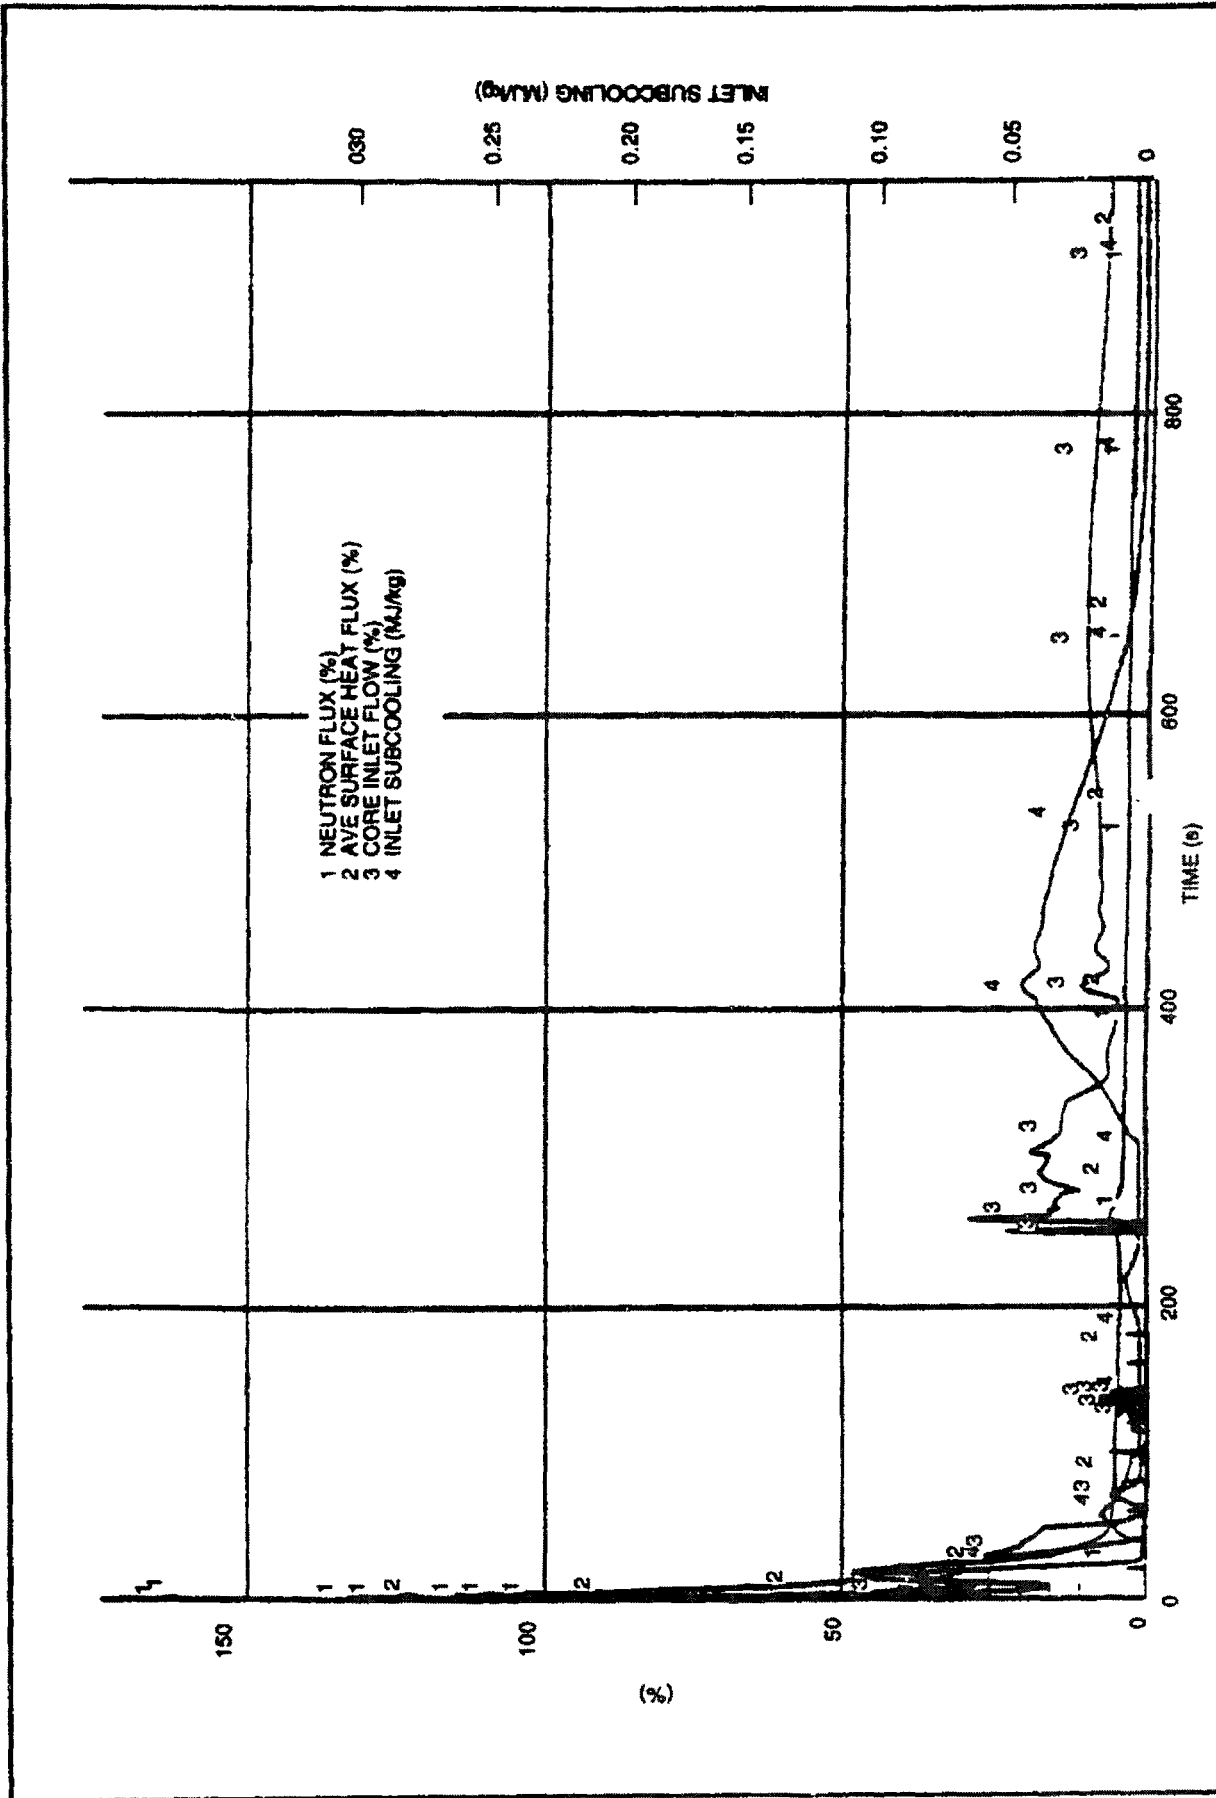 1 NEUTRON FLUX (%)
2 AVE SURFACE HEAT FLUX (%)
3 CORE INLET FLOW (%)
4 INLET SUBCOOLING (MJ/kg)
(%)
150
100
50
0
0
200
400
600
800
TIME (s)
INLET SUBCOOLING (MJ/kg)
030
0.25
0.20
0.15
0.10
0.05
0